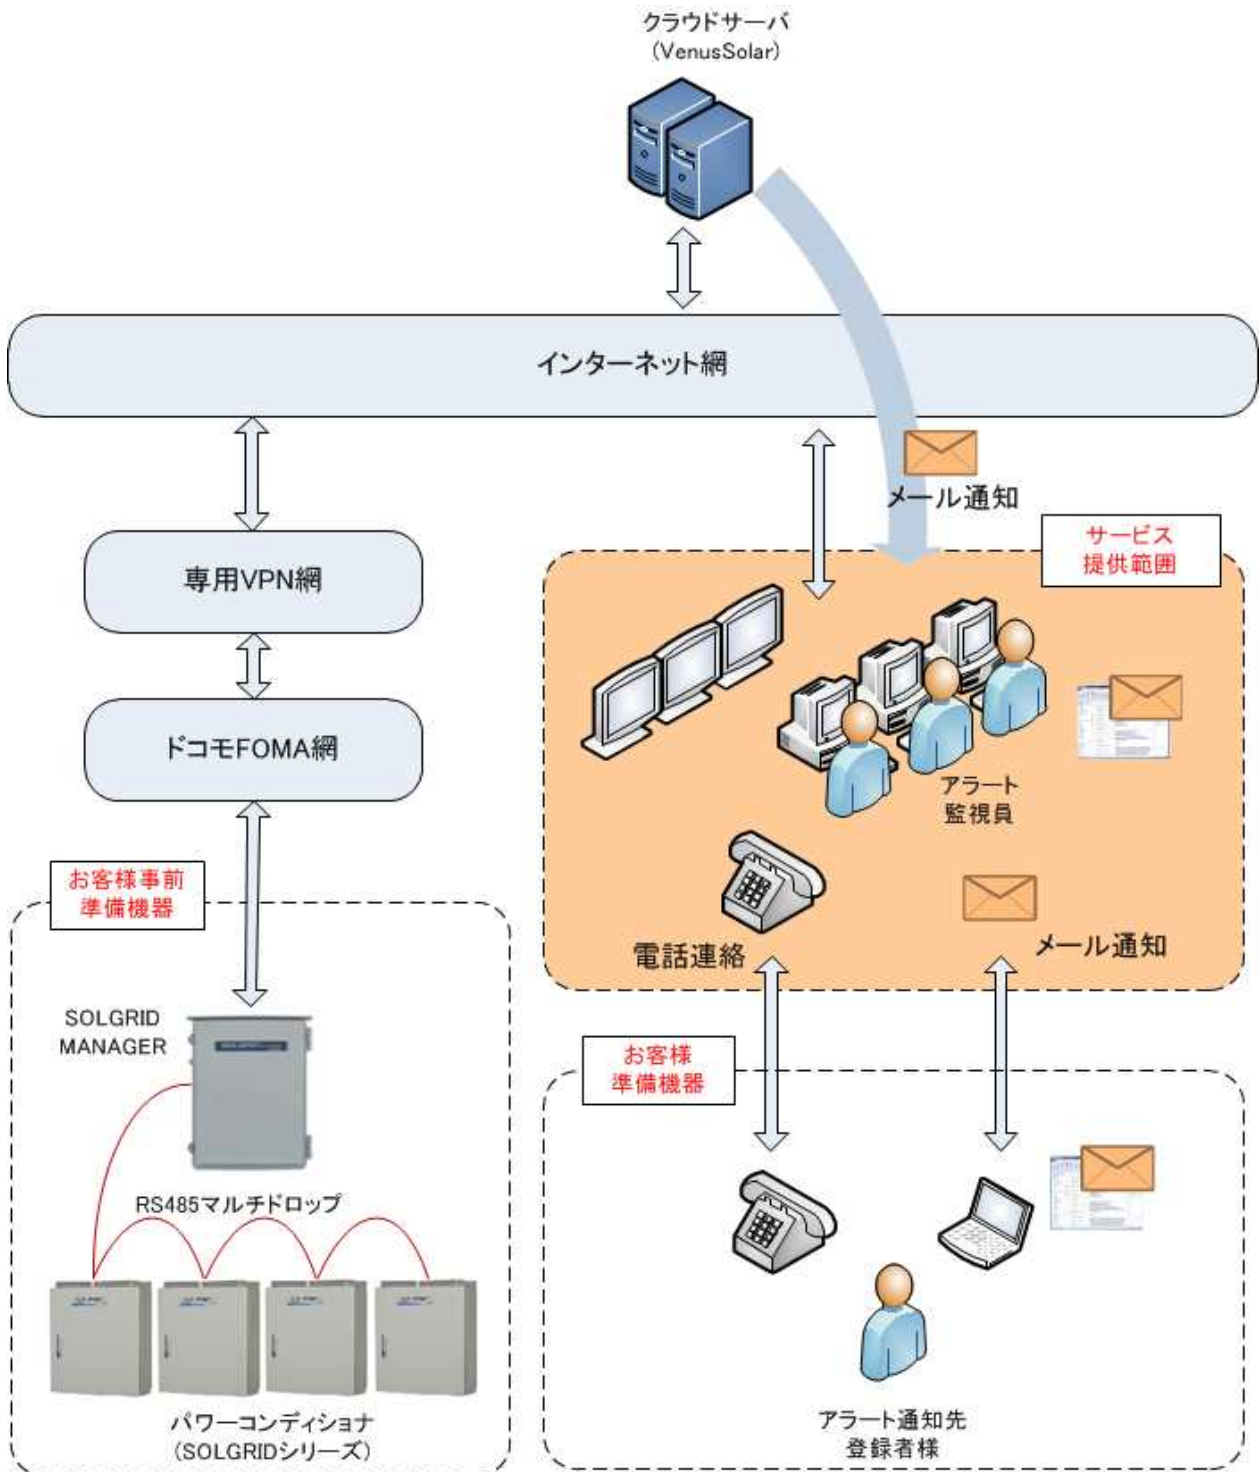 クラウドサーバ
(VenusSolar)
インターネット網
メール通知
サービス
提供範囲
専用VPN網
ドコモFOMA網
アラート
監視員
電話連絡
メール通知
お客様事前
準備機器
SOLGRID
MANAGER
RS485マルチドロップ
パワーコンディショナ
(SOLGRIDシリーズ)
お客様
準備機器
アラート通知先
登録者様